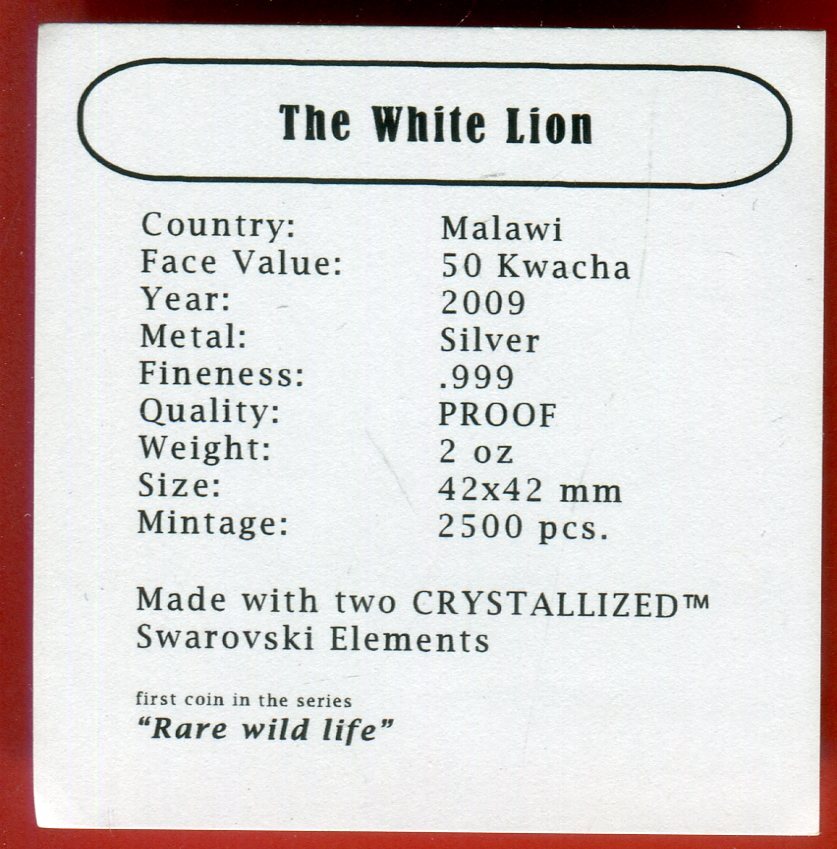 The White Lion
Country: Malawi
Face Value: 50 Kwacha
Year: 2009
Metal: Silver
Fineness: .999
Quality: PROOF
Weight: 2 oz
Size: 42x42 mm
Mintage: 2500 pcs.
Made with two CRYSTALLIZED™
Swarovski Elements
first coin in the series
“Rare wild life”